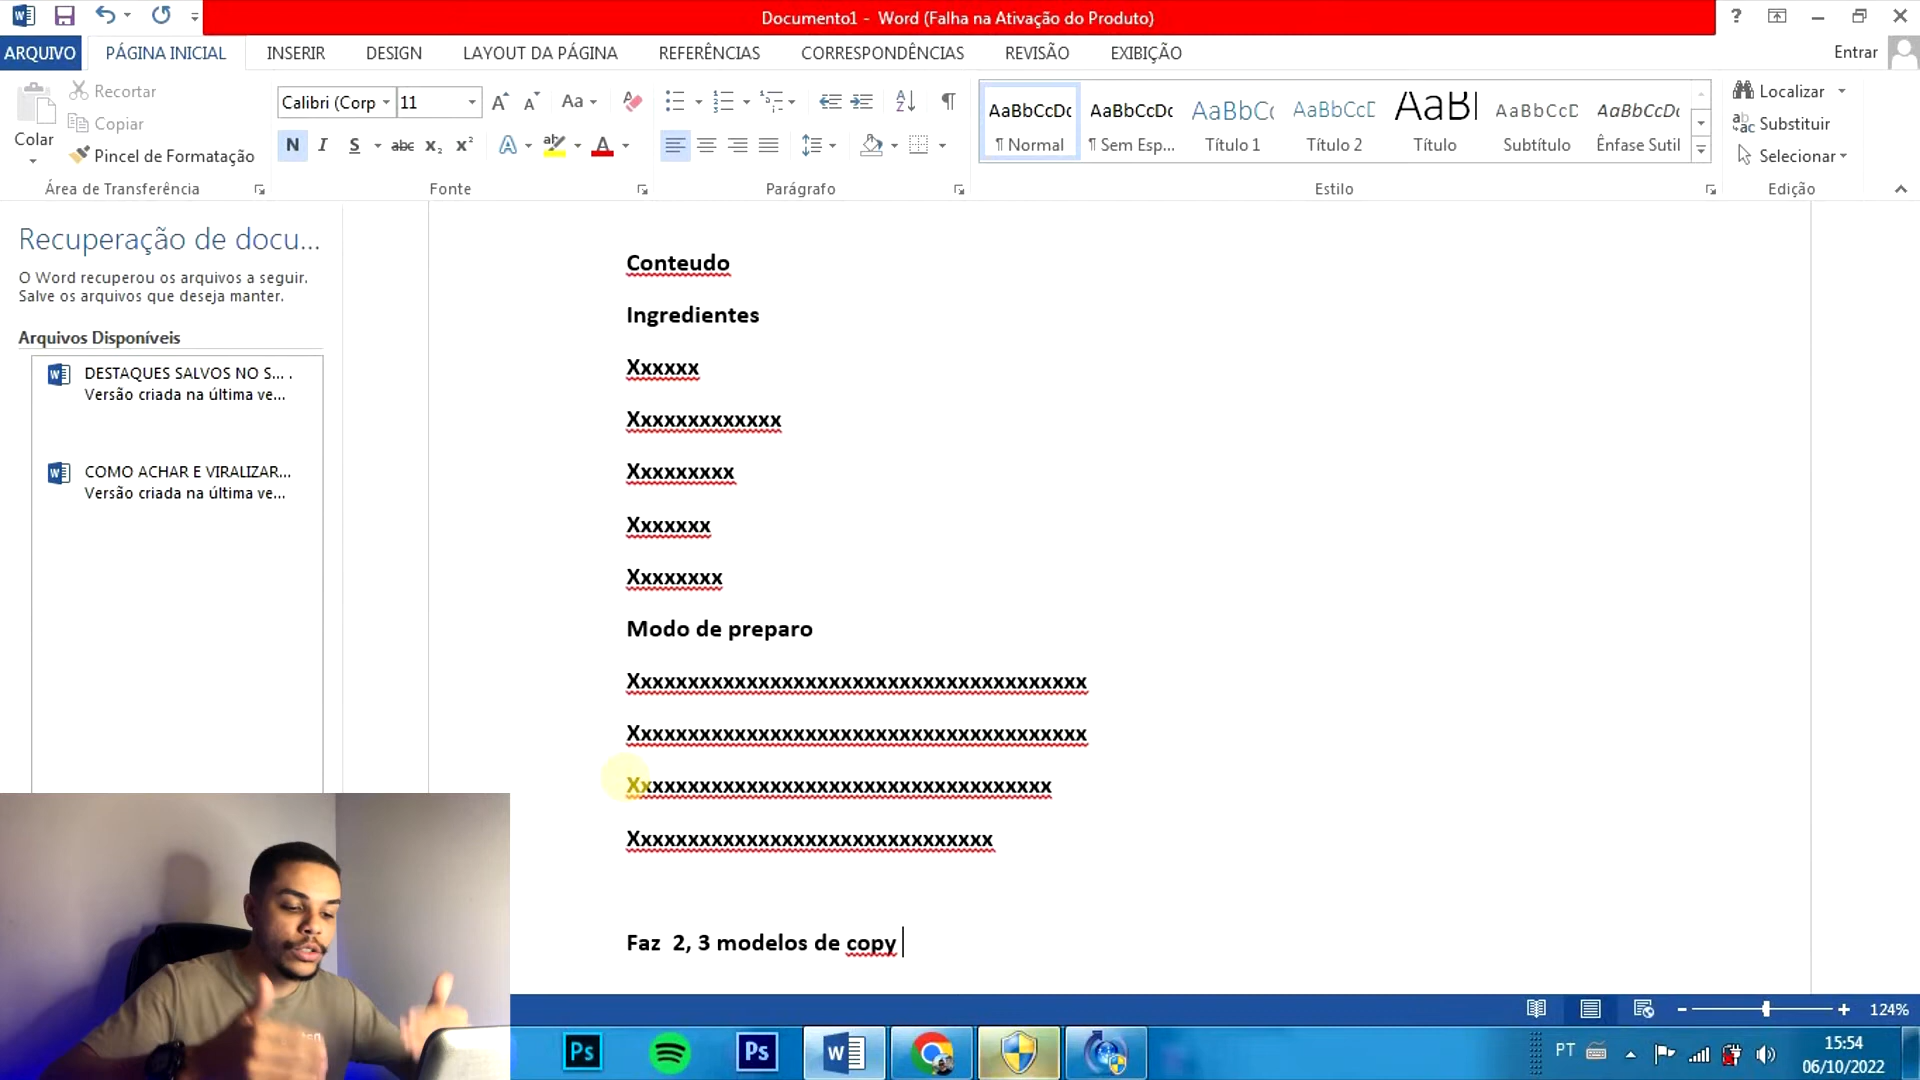 Documento1 - Word (Falha na Ativação do Produto)
ARQUIVO PÁGINA INICIAL INSERIR DESIGN LAYOUT DA PÁGINA REFERÊNCIAS CORRESPONDÊNCIAS REVISÃO EXIBIÇÃO Entrar
Colar
Recortar
Copiar
Pincel de Formatação
Área de Transferência
Calibri (Corp 11
Fonte
Parágrafo
AaBbCcDc AaBbCcDc AaBbCc AaBbCcD AaBl AaBbCcD AaBbCcDc
¶ Normal ¶ Sem Esp... Título 1 Título 2 Título Subtítulo Ênfase Sutil
Estilo
Localizar
Substituir
Selecionar
Edição
Recuperação de docu...
O Word recuperou os arquivos a seguir.
Salve os arquivos que deseja manter.
Arquivos Disponíveis
DESTAQUES SALVOS NO S... .
Versão criada na última ve...
COMO ACHAR E VIRALIZAR...
Versão criada na última ve...
Conteudo
Ingredientes
Xxxxxx
Xxxxxxxxxxxxx
Xxxxxxxxx
Xxxxxxx
Xxxxxxxx
Modo de preparo
Xxxxxxxxxxxxxxxxxxxxxxxxxxxxxxxxxxxxxxx
Xxxxxxxxxxxxxxxxxxxxxxxxxxxxxxxxxxxxxxx
Xxxxxxxxxxxxxxxxxxxxxxxxxxxxxxxxxxxx
Xxxxxxxxxxxxxxxxxxxxxxxxxxxxxxx
Faz 2, 3 modelos de copy
124%
PT
15:54
06/10/2022